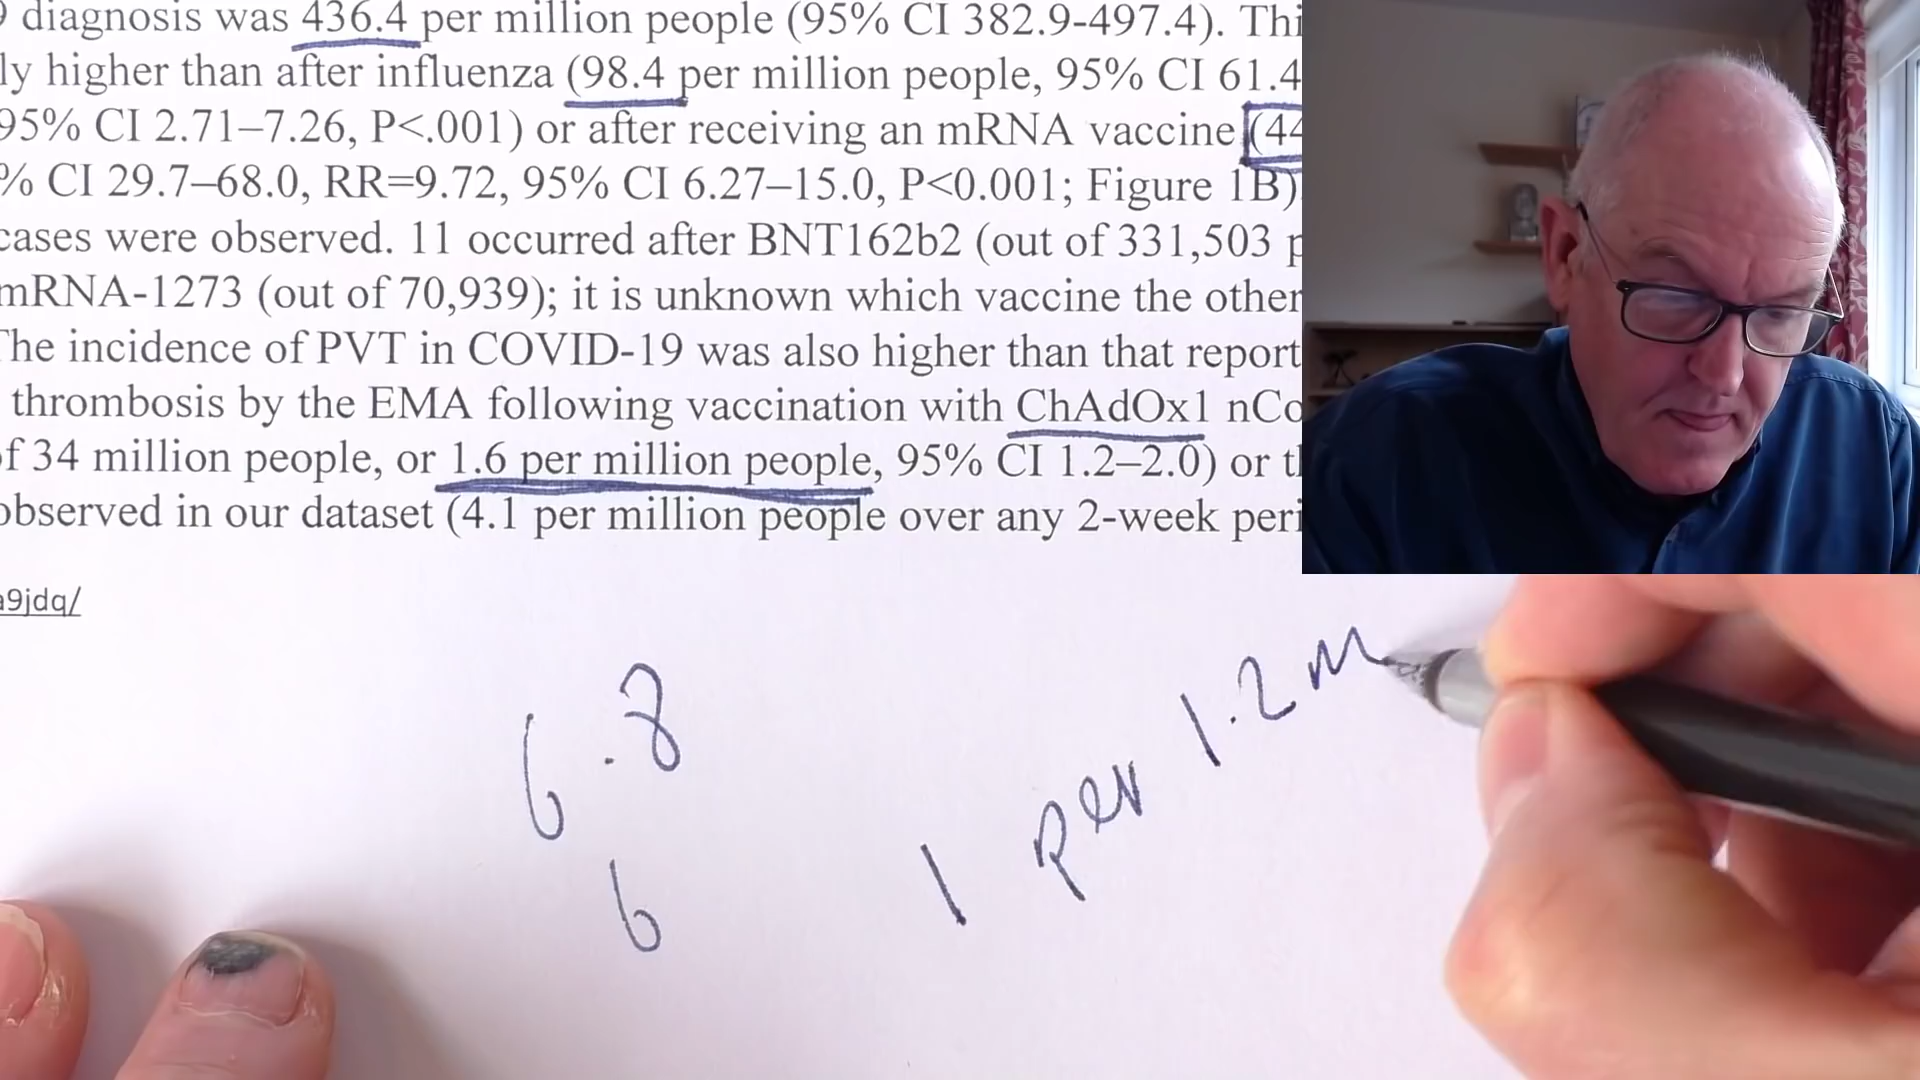 9 diagnosis was 436.4 per million people (95% CI 382.9-497.4). Thi
ly higher than after influenza (98.4 per million people, 95% CI 61.4
95% CI 2.71–7.26, P<.001) or after receiving an mRNA vaccine (44
% CI 29.7–68.0, RR=9.72, 95% CI 6.27–15.0, P<0.001; Figure 1B)
cases were observed. 11 occurred after BNT162b2 (out of 331,503 p
mRNA-1273 (out of 70,939); it is unknown which vaccine the other
The incidence of PVT in COVID-19 was also higher than that report
thrombosis by the EMA following vaccination with ChAdOx1 nCo
of 34 million people, or 1.6 per million people, 95% CI 1.2–2.0) or th
observed in our dataset (4.1 per million people over any 2-week peri
a9jdq/
6.8
6
1 per 1.2 m